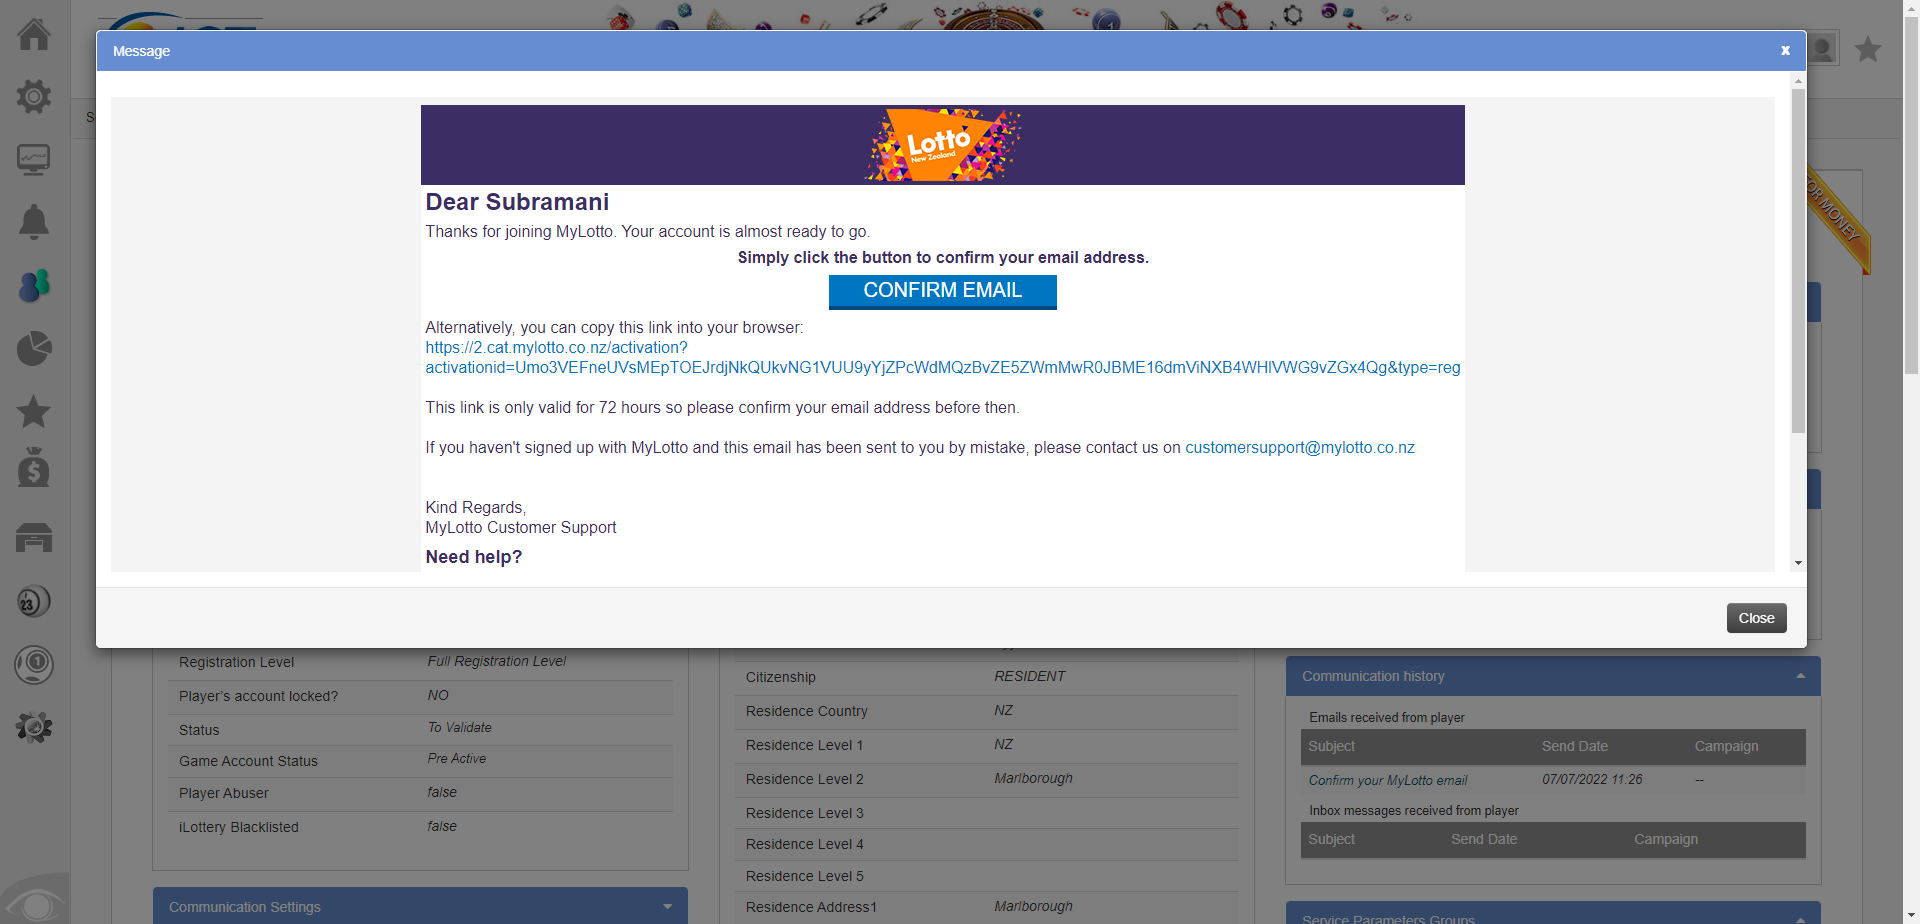 Message
x
Lotto
New Zealand
Dear Subramani
Thanks for joining MyLotto. Your account is almost ready to go.
Simply click the button to confirm your email address.
CONFIRM EMAIL
Alternatively, you can copy this link into your browser:
https://2.cat.mylotto.co.nz/activation?
activationid=Umo3VEFneUVsMEpTOEJrdjNkQUkvNG1VUU9yYjZPcWdMQzBvZE5ZWmMwR0JBME16dmViNXB4WHlVWG9vZGx4Qg&type=reg
This link is only valid for 72 hours so please confirm your email address before then.
If you haven't signed up with MyLotto and this email has been sent to you by mistake, please contact us on customersupport@mylotto.co.nz
Kind Regards,
MyLotto Customer Support
Need help?
Close
FOR MONEY
23
1
Registration Level Full Registration Level
Player's account locked? NO
Status To Validate
Game Account Status Pre Active
Player Abuser false
iLottery Blacklisted false
Communication Settings
Citizenship RESIDENT
Residence Country NZ
Residence Level 1 NZ
Residence Level 2 Marlborough
Residence Level 3
Residence Level 4
Residence Level 5
Residence Address1 Marlborough
Communication history
Emails received from player
Subject Send Date Campaign
Confirm your MyLotto email 07/07/2022 11:26 --
Inbox messages received from player
Subject Send Date Campaign
Service Parameters Groups